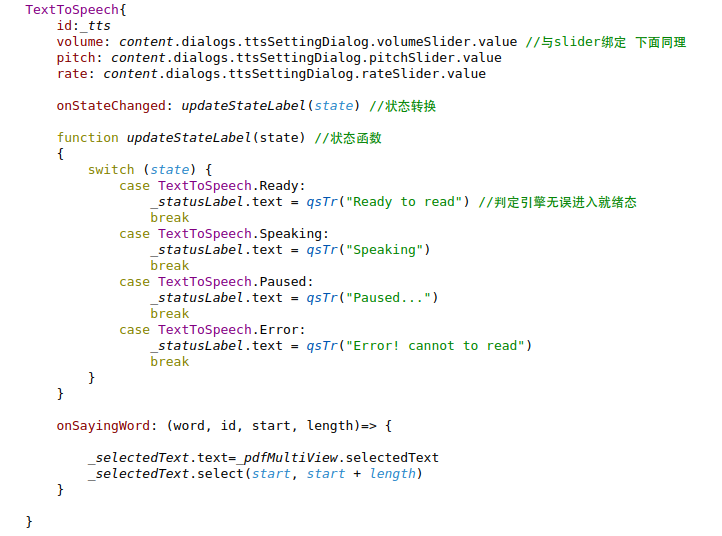 TextToSpeech{
id:_tts
volume: content.dialogs.ttsSettingDialog.volumeSlider.value //与slider绑定 下面同理
pitch: content.dialogs.ttsSettingDialog.pitchSlider.value
rate: content.dialogs.ttsSettingDialog.rateSlider.value
onStateChanged: updateStateLabel(state) //状态转换
function updateStateLabel(state) //状态函数
{
switch (state) {
case TextToSpeech.Ready:
_statusLabel.text = qsTr("Ready to read") //判定引擎无误进入就绪态
break
case TextToSpeech.Speaking:
_statusLabel.text = qsTr("Speaking")
break
case TextToSpeech.Paused:
_statusLabel.text = qsTr("Paused...")
break
case TextToSpeech.Error:
_statusLabel.text = qsTr("Error! cannot to read")
break
}
}
onSayingWord: (word, id, start, length)=> {
_selectedText.text=_pdfMultiView.selectedText
_selectedText.select(start, start + length)
}
}